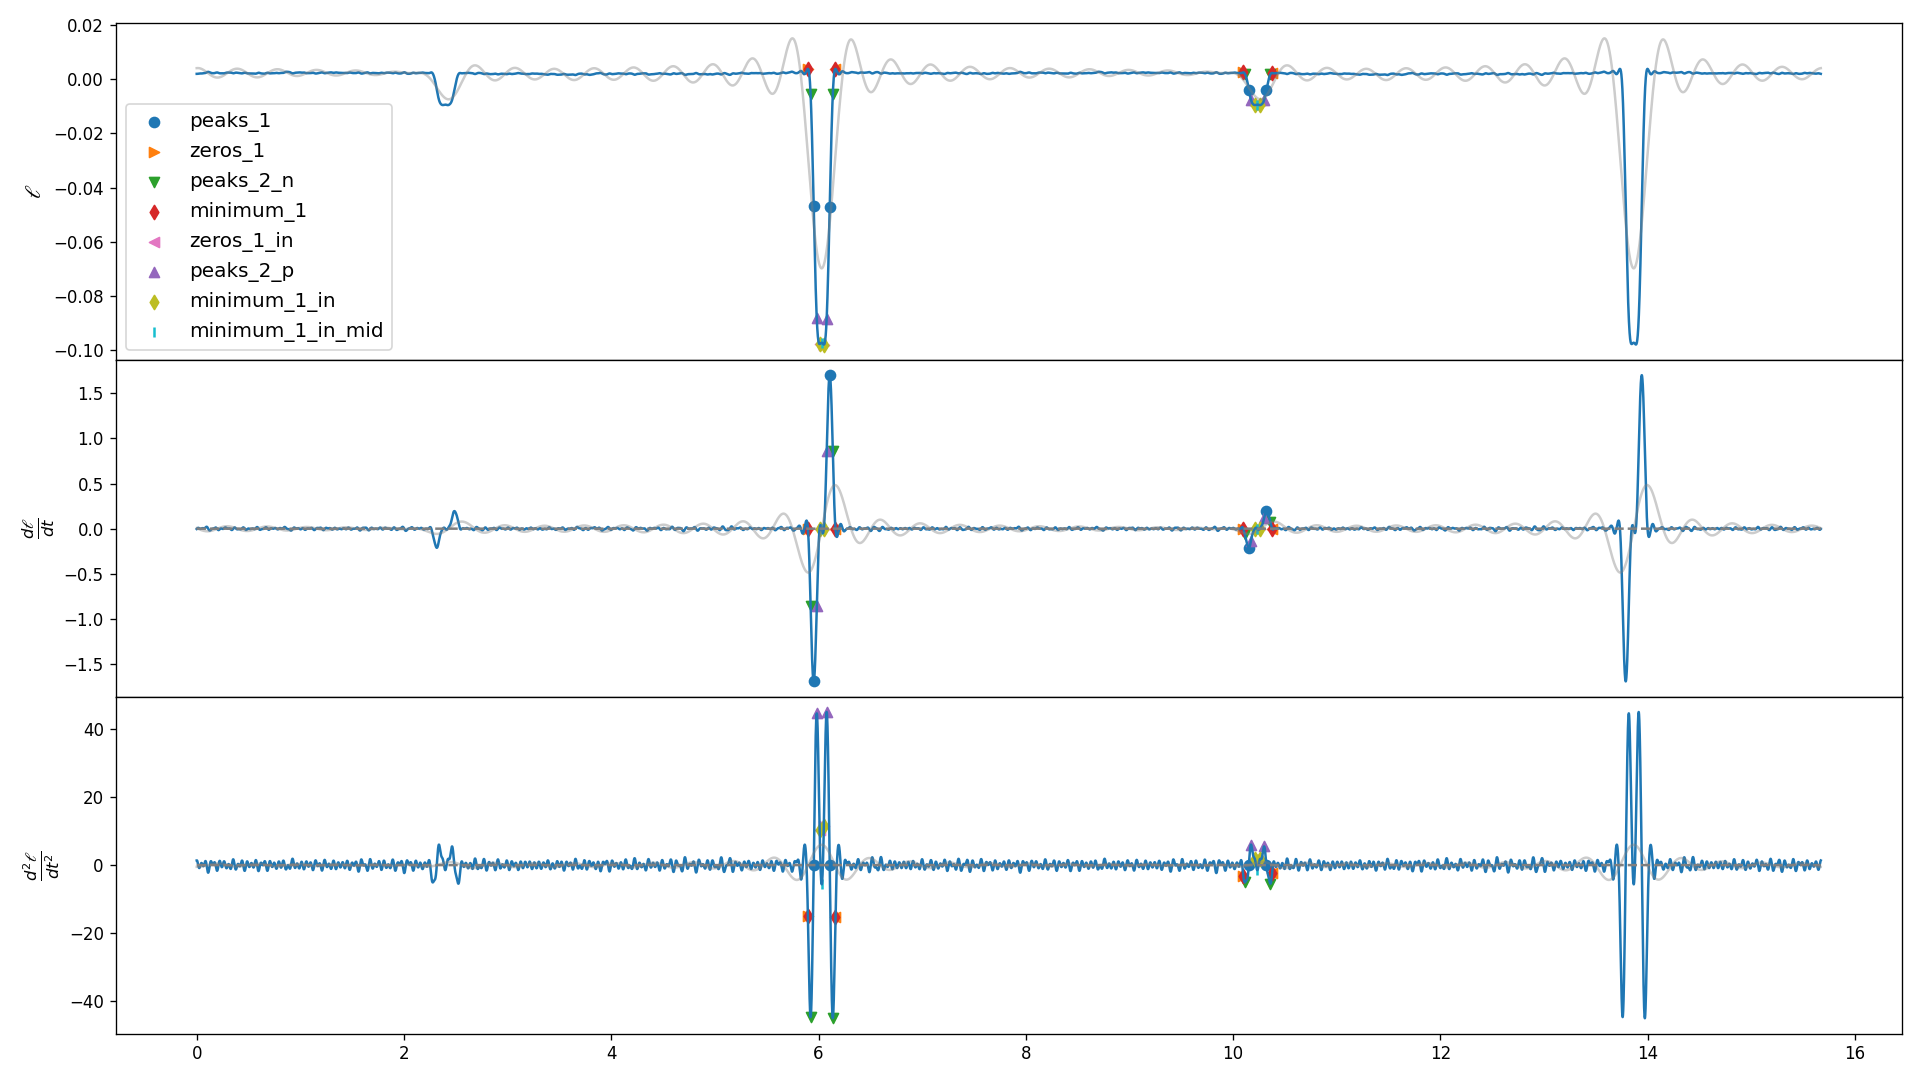 0.02
0.00
−0.02
−0.04
−0.06
−0.08
−0.10
ℓ
peaks_1
zeros_1
peaks_2_n
minimum_1
zeros_1_in
peaks_2_p
minimum_1_in
minimum_1_in_mid
1.5
1.0
0.5
0.0
−0.5
−1.0
−1.5
dℓ/dt
40
20
0
−20
−40
d²ℓ/dt²
0 2 4 6 8 10 12 14 16